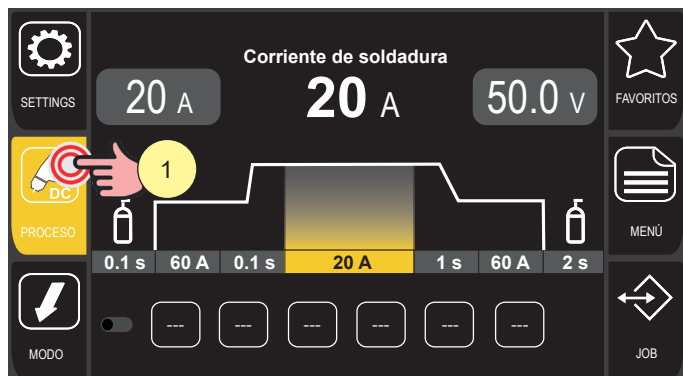 SETTINGS
Corriente de soldadura
20 A
20 A
50.0 V
FAVORITOS
DC
PROCESO
1
MENÚ
0.1 s 60 A 0.1 s 20 A 1 s 60 A 2 s
MODO
--- --- --- --- --- ---
JOB